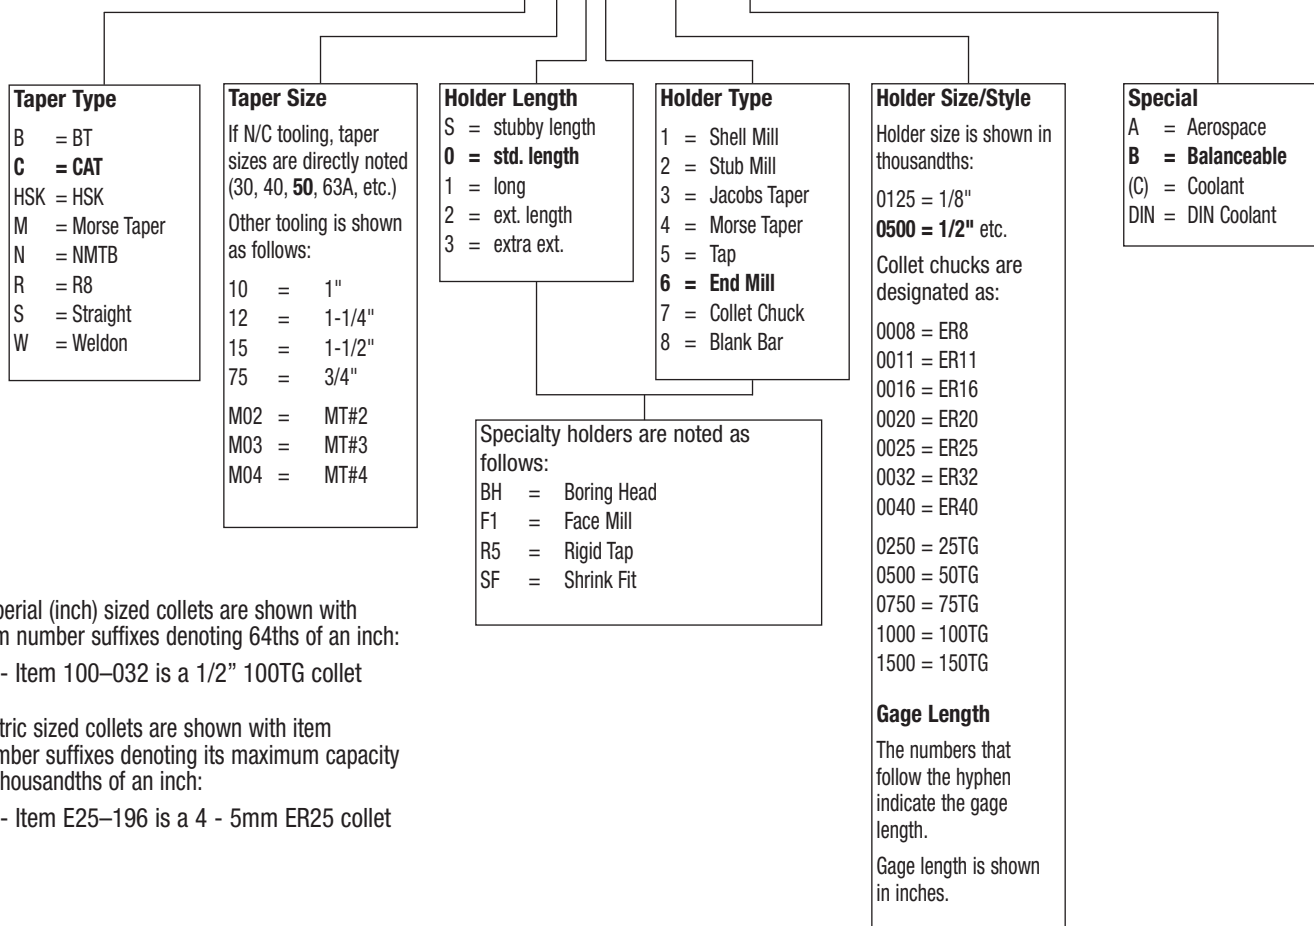 Taper Type
B = BT
C = CAT
HSK = HSK
M = Morse Taper
N = NMTB
R = R8
S = Straight
W = Weldon
Taper Size
If N/C tooling, taper
sizes are directly noted
(30, 40, 50, 63A, etc.)
Other tooling is shown
as follows:
10 = 1"
12 = 1-1/4"
15 = 1-1/2"
75 = 3/4"
M02 = MT#2
M03 = MT#3
M04 = MT#4
Holder Length
S = stubby length
0 = std. length
1 = long
2 = ext. length
3 = extra ext.
Holder Type
1 = Shell Mill
2 = Stub Mill
3 = Jacobs Taper
4 = Morse Taper
5 = Tap
6 = End Mill
7 = Collet Chuck
8 = Blank Bar
Specialty holders are noted as
follows:
BH = Boring Head
F1 = Face Mill
R5 = Rigid Tap
SF = Shrink Fit
Holder Size/Style
Holder size is shown in
thousandths:
0125 = 1/8"
0500 = 1/2" etc.
Collet chucks are
designated as:
0008 = ER8
0011 = ER11
0016 = ER16
0020 = ER20
0025 = ER25
0032 = ER32
0040 = ER40
0250 = 25TG
0500 = 50TG
0750 = 75TG
1000 = 100TG
1500 = 150TG
Gage Length
The numbers that
follow the hyphen
indicate the gage
length.
Gage length is shown
in inches.
Special
A = Aerospace
B = Balanceable
(C) = Coolant
DIN = DIN Coolant
(inch) sized collets are shown with
number suffixes denoting 64ths of an inch:
- Item 100–032 is a 1/2” 100TG collet
sized collets are shown with item
suffixes denoting its maximum capacity
thousandths of an inch:
- Item E25–196 is a 4 - 5mm ER25 collet